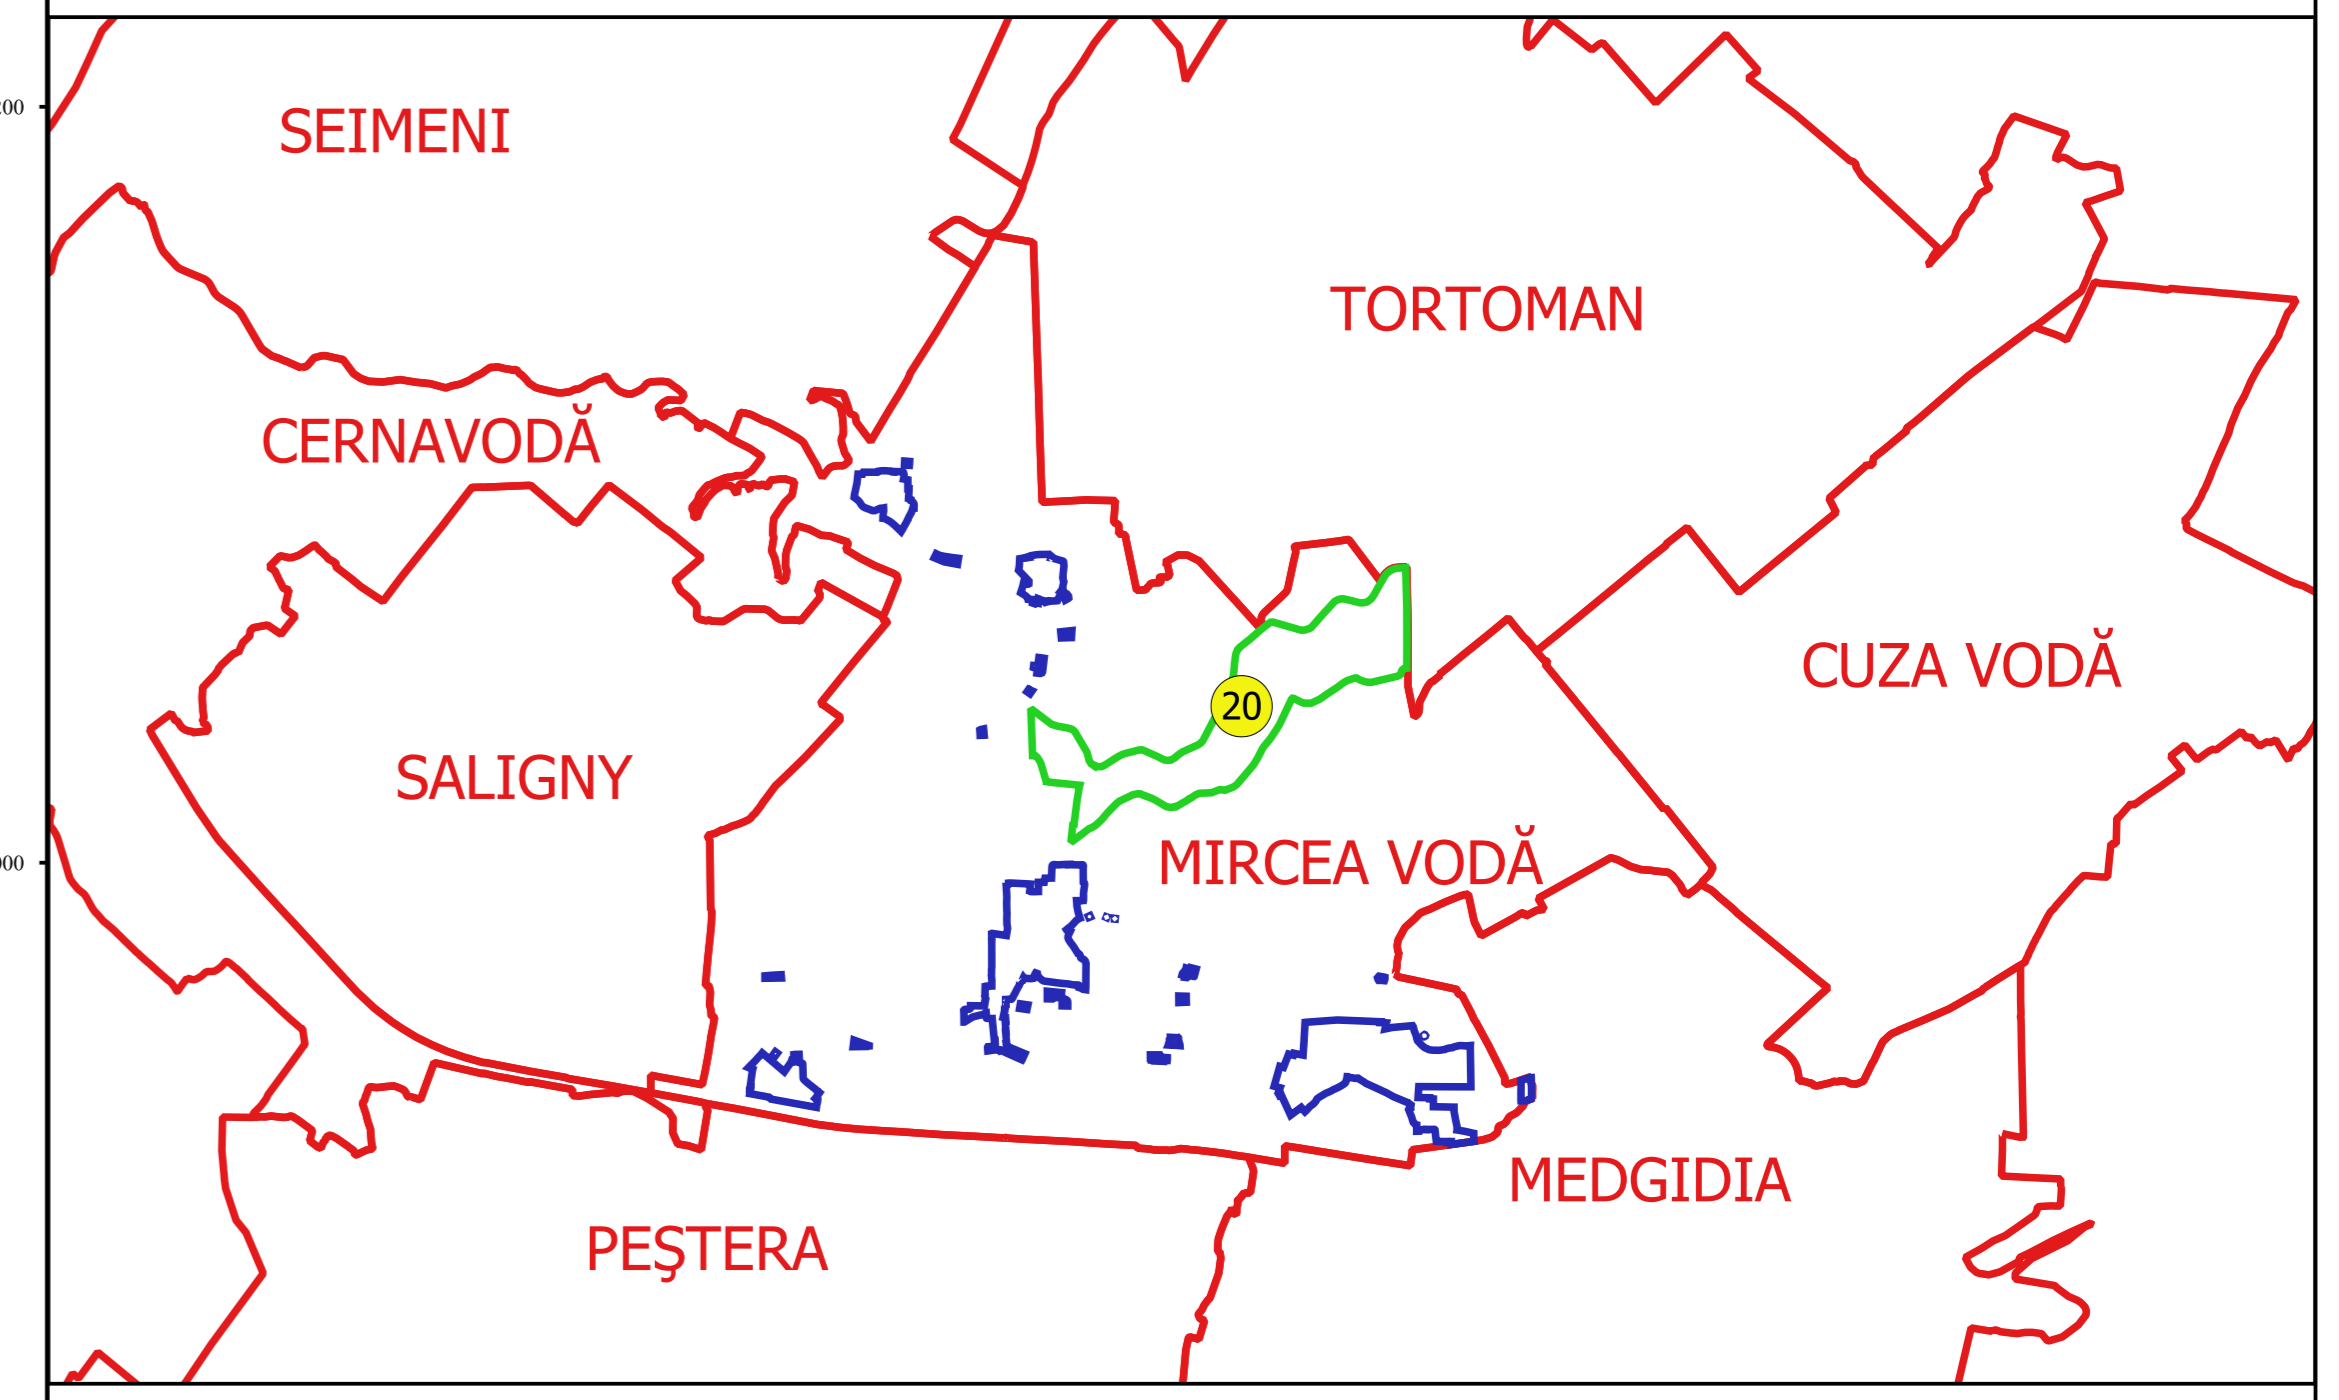 SEIMENI
TORTOMAN
CERNAVODĂ
CUZA VODĂ
20
SALIGNY
MIRCEA VODĂ
MEDGIDIA
PEŞTERA